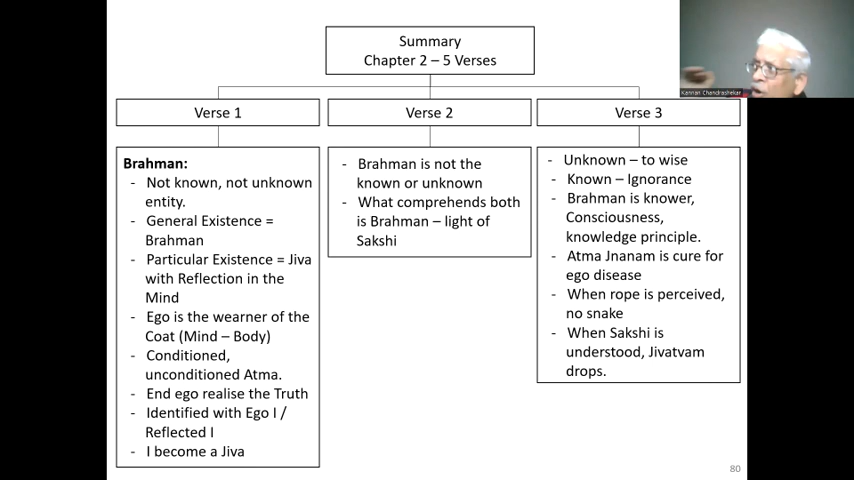 Summary
Chapter 2 – 5 Verses
Kannan Chandrashekar
Verse 1
Verse 2
Verse 3
Brahman:
- Not known, not unknown
entity.
- General Existence =
Brahman
- Particular Existence = Jiva
with Reflection in the
Mind
- Ego is the wearner of the
Coat (Mind – Body)
- Conditioned,
unconditioned Atma.
- End ego realise the Truth
- Identified with Ego I /
Reflected I
- I become a Jiva
- Brahman is not the
known or unknown
- What comprehends both
is Brahman – light of
Sakshi
- Unknown – to wise
- Known – Ignorance
- Brahman is knower,
Consciousness,
knowledge principle.
- Atma Jnanam is cure for
ego disease
- When rope is perceived,
no snake
- When Sakshi is
understood, Jivatvam
drops.
80